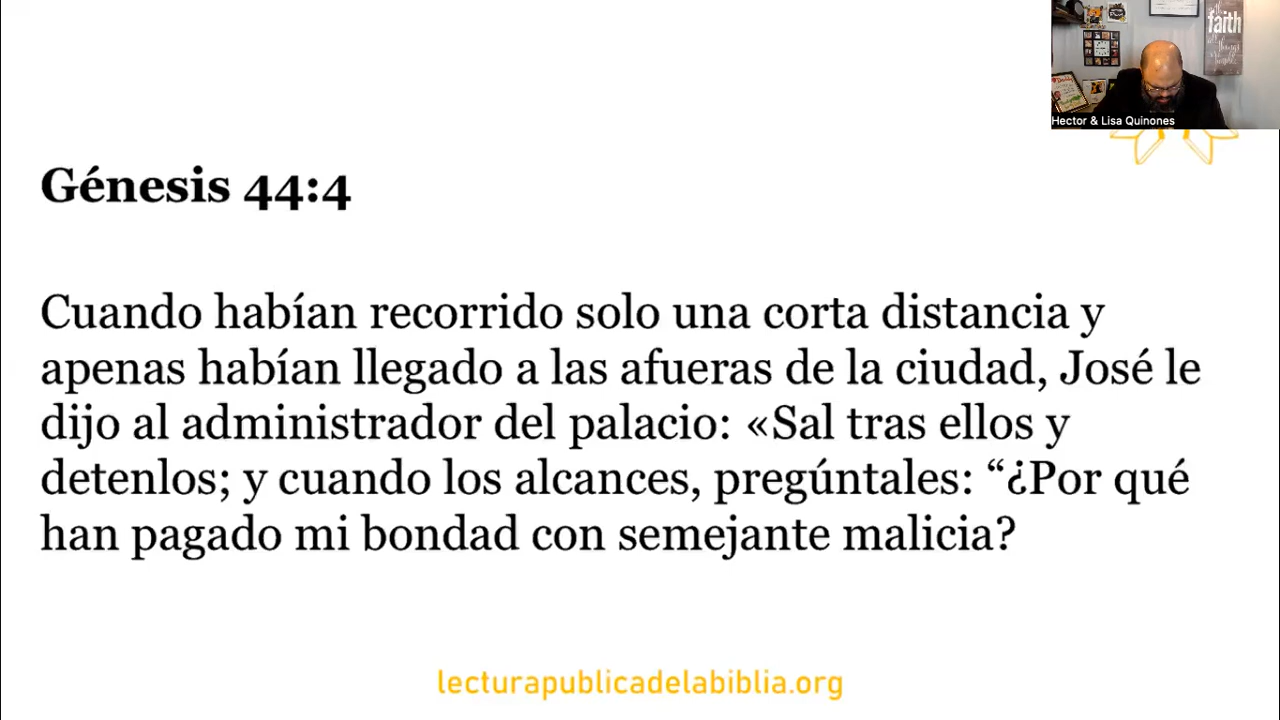 faith
Hector & Lisa Quinones
Génesis 44:4
Cuando habían recorrido solo una corta distancia y
apenas habían llegado a las afueras de la ciudad, José le
dijo al administrador del palacio: «Sal tras ellos y
detenlos; y cuando los alcances, pregúntales: “¿Por qué
han pagado mi bondad con semejante malicia?
lecturapublicadelabiblia.org